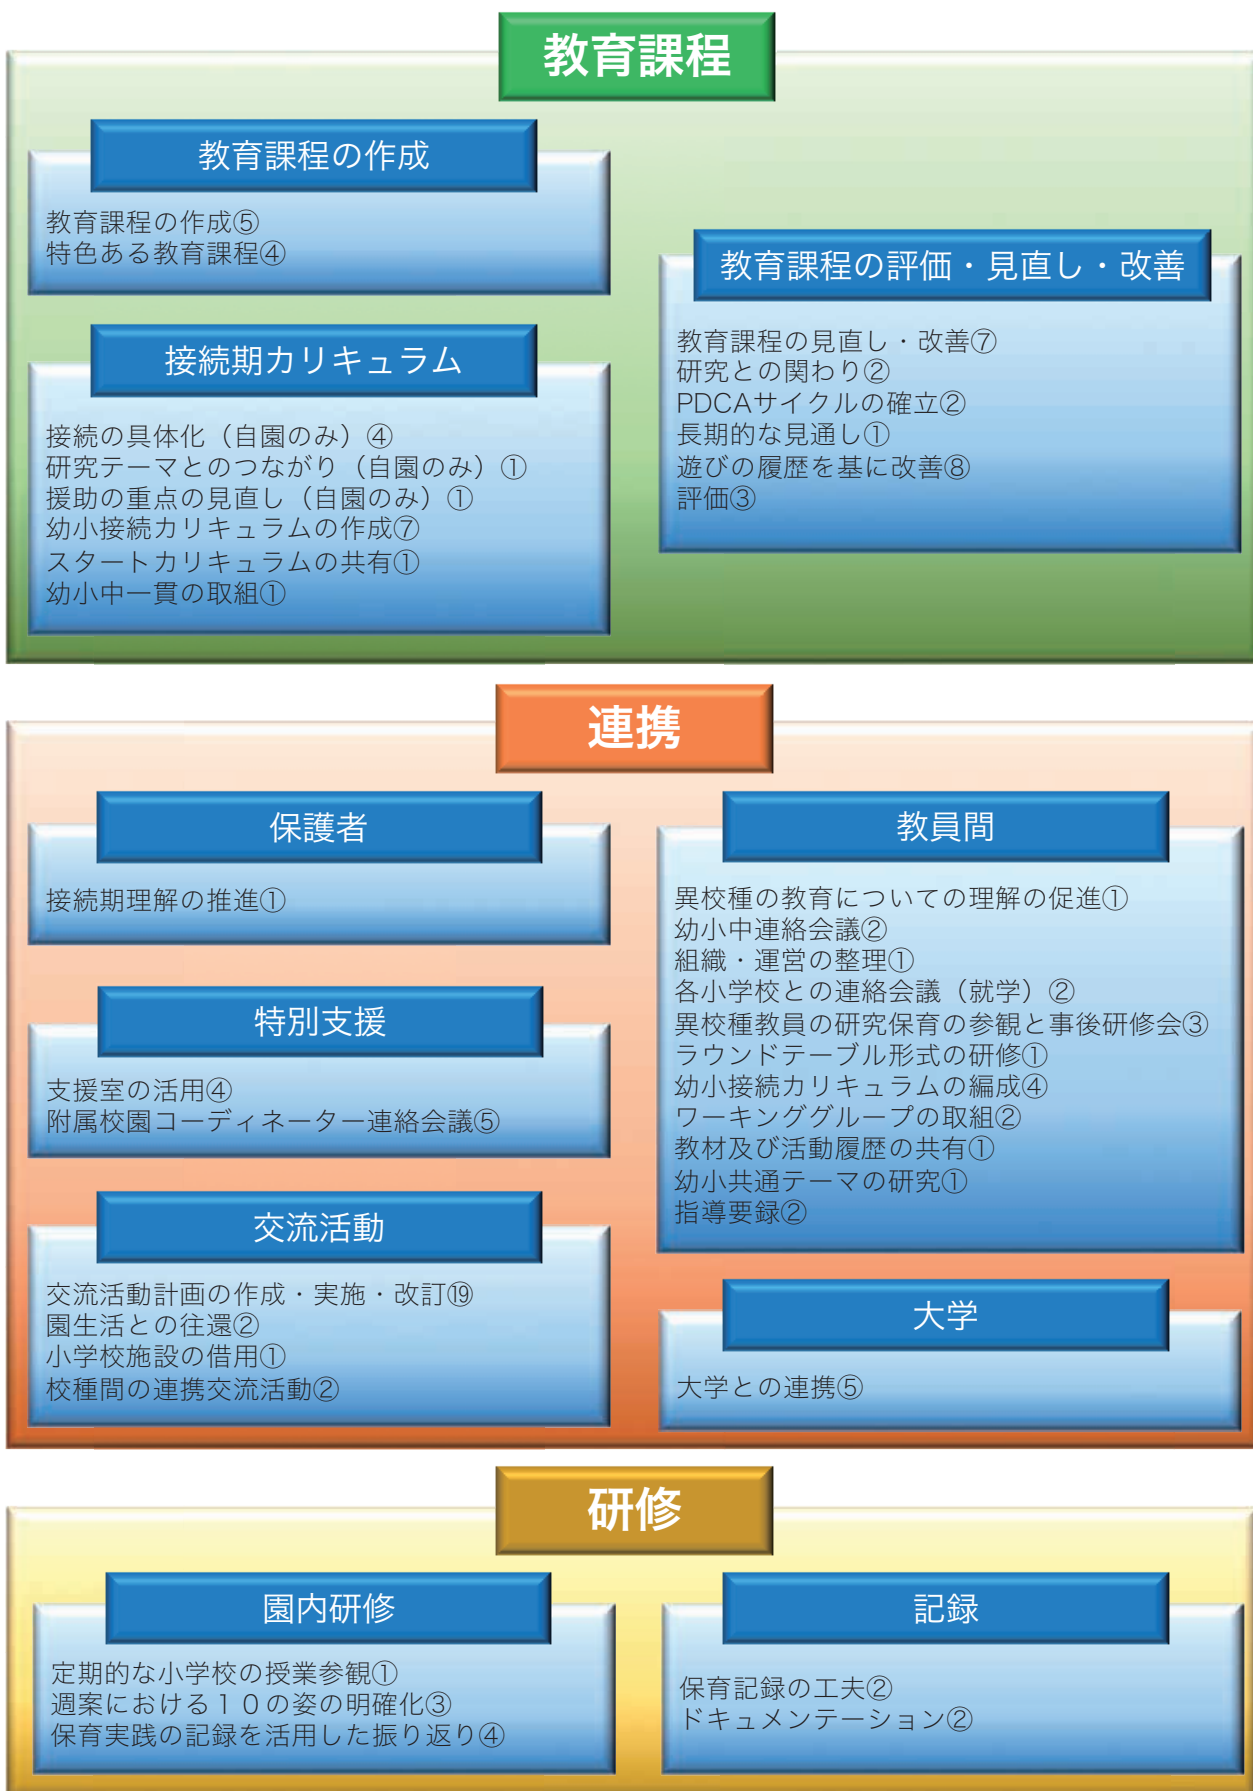 教育課程
教育課程の作成
教育課程の作成⑤
特色ある教育課程④
接続期カリキュラム
接続の具体化（自園のみ）④
研究テーマとのつながり（自園のみ）①
援助の重点の見直し（自園のみ）①
幼小接続カリキュラムの作成⑦
スタートカリキュラムの共有①
幼小中一貫の取組①
教育課程の評価・見直し・改善
教育課程の見直し・改善⑦
研究との関わり②
PDCAサイクルの確立②
長期的な見通し①
遊びの履歴を基に改善⑧
評価③
連携
保護者
接続期理解の推進①
特別支援
支援室の活用④
附属校園コーディネーター連絡会議⑤
交流活動
交流活動計画の作成・実施・改訂⑲
園生活との往還②
小学校施設の借用①
校種間の連携交流活動②
教員間
異校種の教育についての理解の促進①
幼小中連絡会議②
組織・運営の整理①
各小学校との連絡会議（就学）②
異校種教員の研究保育の参観と事後研修会③
ラウンドテーブル形式の研修①
幼小接続カリキュラムの編成④
ワーキンググループの取組②
教材及び活動履歴の共有①
幼小共通テーマの研究①
指導要録②
大学
大学との連携⑤
研修
園内研修
定期的な小学校の授業参観①
週案における１０の姿の明確化③
保育実践の記録を活用した振り返り④
記録
保育記録の工夫②
ドキュメンテーション②